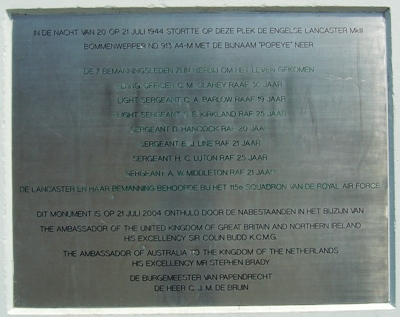 IN DE NACHT VAN 20 OP 21 JULI 1944 STORTTE OP DEZE PLEK DE ENGELSE LANCASTER MkII
BOMMENWERPER ND 913 A4-M MET DE BIJNAAM "POPEYE" NEER
DE 7 BEMANNINGSLEDEN ZIJN HIERBIJ OM HET LEVEN GEKOMEN
OFFICER C. M. RAAF 30 JAAR
FLIGHT SERGEANT C. A. PARLOW RAAF 19 JAAR
FLIGHT SERGEANT E. KIRKLAND RAF 25 JAAR
SERGEANT D. HANCOCK RAF 20 JAAR
SERGEANT E. J. LINE RAF 21 JAAR
SERGEANT H. C. LUTON RAF 25 JAAR
SERGEANT A. W. MIDDLETON RAF 21 JAAR
DE LANCASTER EN HAAR BEMANNING BEHOORDE BIJ HET 115e SQUADRON VAN DE ROYAL AIR FORCE
DIT MONUMENT IS OP 21 JULI 2004 ONTHULD DOOR DE NABESTAANDEN IN HET BIJZIJN VAN
THE AMBASSADOR OF THE UNITED KINGDOM OF GREAT BRITAIN AND NORTHERN IRELAND
HIS EXCELLENCY SIR COLIN BUDD K.C.M.G.
THE AMBASSADOR OF AUSTRALIA TO THE KINGDOM OF THE NETHERLANDS
HIS EXCELLENCY MR STEPHEN BRADY
DE BURGEMEESTER VAN PAPENDRECHT
DE HEER C. J. M. DE BRUIN